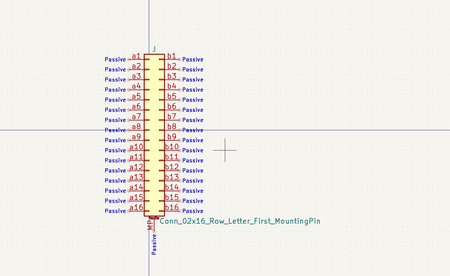 J
Passive a1 b1 Passive
Passive a2 b2 Passive
Passive a3 b3 Passive
Passive a4 b4 Passive
Passive a5 b5 Passive
Passive a6 b6 Passive
Passive a7 b7 Passive
Passive a8 b8 Passive
Passive a9 b9 Passive
Passive a10 b10 Passive
Passive a11 b11 Passive
Passive a12 b12 Passive
Passive a13 b13 Passive
Passive a14 b14 Passive
Passive a15 b15 Passive
Passive a16 b16 Passive
MP Conn_02x16_Row_Letter_First_MountingPin
Passive